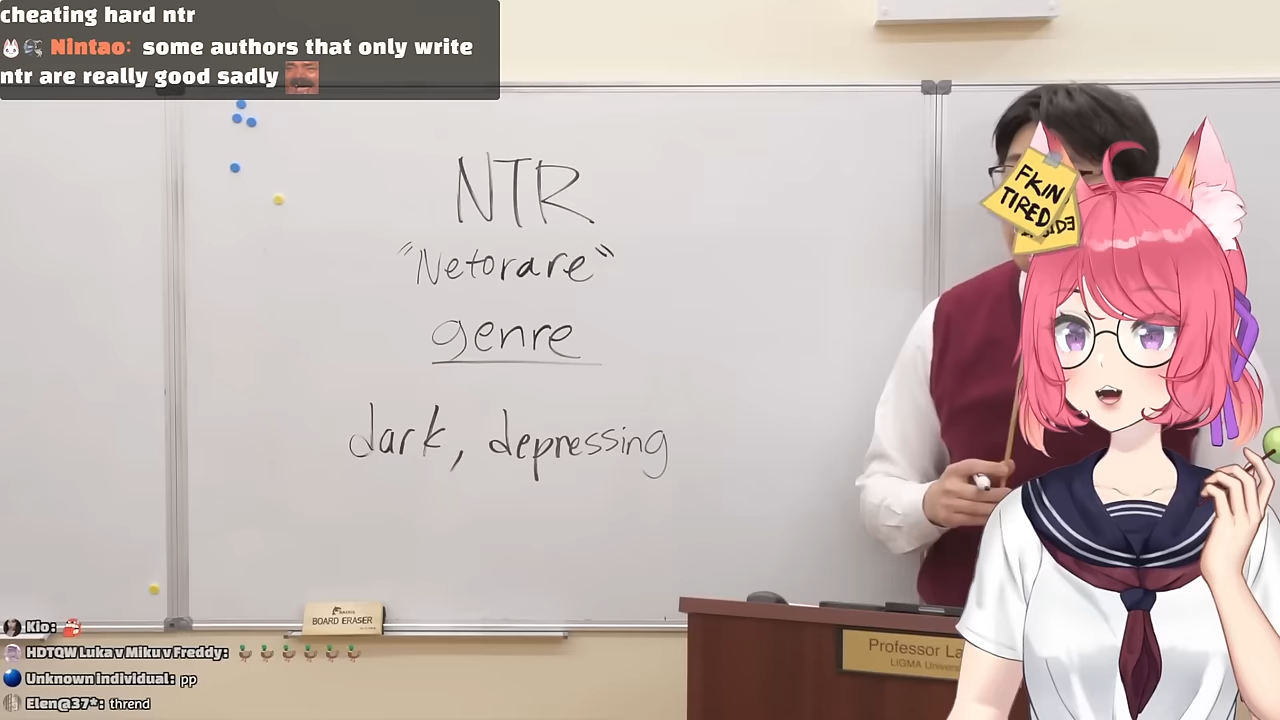 cheating hard ntr
Nintao: some authors that only write
ntr are really good sadly
NTR
"Netorare"
genre
dark, depressing
FKIN
TIRED
BOARD ERASER
Professor La
LIGMA Univers
Kio:
HDTQW Luka v Miku v Freddy:
Unknown individual: pp
Elen@37*: thrend